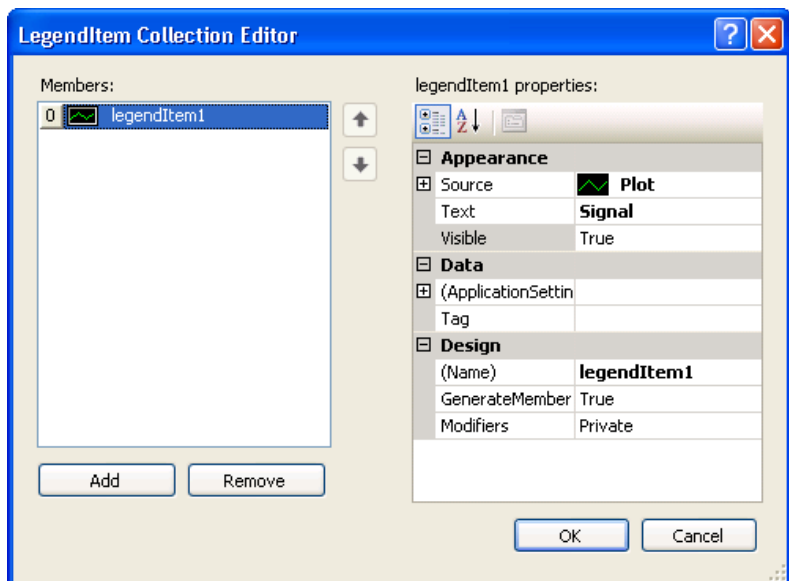 LegendItem Collection Editor
Members:
0 legendItem1
Add Remove
legendItem1 properties:
Appearance
Source Plot
Text Signal
Visible True
Data
(ApplicationSettin
Tag
Design
(Name) legendItem1
GenerateMember True
Modifiers Private
OK Cancel